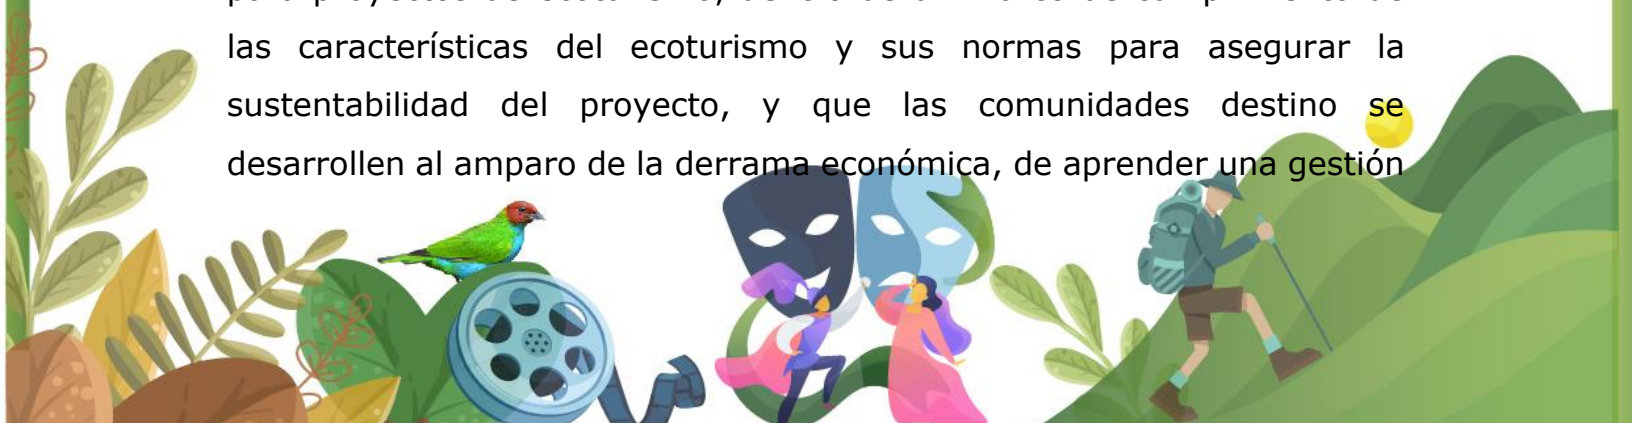 las características del ecoturismo y sus normas para asegurar la
sustentabilidad del proyecto, y que las comunidades destino se
desarrollen al amparo de la derrama económica, de aprender una gestión